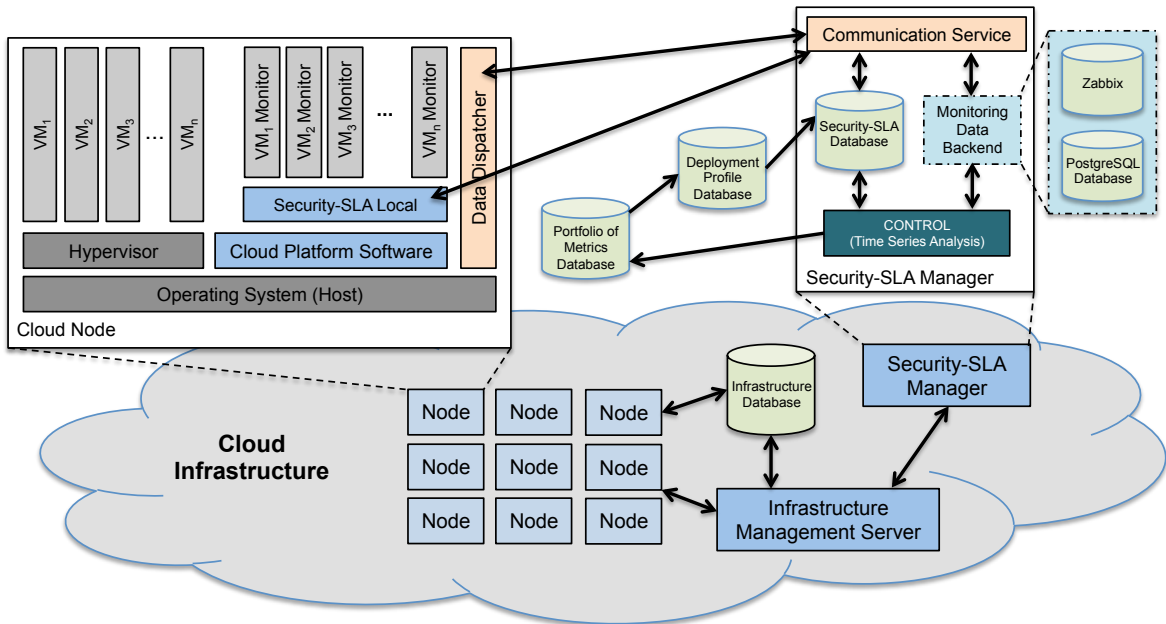 VM1
VM2
VM3
...
VMn
VM1 Monitor
VM2 Monitor
VM3 Monitor
...
VMn Monitor
Data Dispatcher
Security-SLA Local
Hypervisor
Cloud Platform Software
Operating System (Host)
Cloud Node
Communication Service
Security-SLA
Database
Monitoring
Data
Backend
Zabbix
PostgreSQL
Database
Deployment
Profile
Database
Portfolio of
Metrics
Database
CONTROL
(Time Series Analysis)
Security-SLA Manager
Cloud
Infrastructure
Node
Node
Node
Node
Node
Node
Node
Node
Node
Infrastructure
Database
Security-SLA
Manager
Infrastructure
Management Server